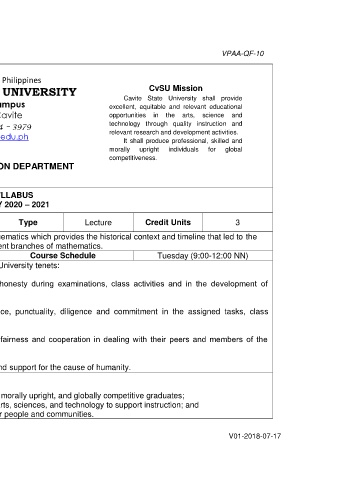 VPAA-QF-10
Philippines
UNIVERSITY
mpus
Cavite
4 – 3979
edu.ph
ON DEPARTMENT
CvSU Mission
Cavite State University shall provide
excellent, equitable and relevant educational
opportunities in the arts, science and
technology through quality instruction and
relevant research and development activities.
It shall produce professional, skilled and
morally upright individuals for global
competitiveness.
YLLABUS
Y 2020 – 2021
Type Lecture Credit Units 3
ematics which provides the historical context and timeline that led to the
ent branches of mathematics.
Course Schedule Tuesday (9:00-12:00 NN)
University tenets:
honesty during examinations, class activities and in the development of
ce, punctuality, diligence and commitment in the assigned tasks, class
fairness and cooperation in dealing with their peers and members of the
nd support for the cause of humanity.
morally upright, and globally competitive graduates;
rts, sciences, and technology to support instruction; and
r people and communities.
V01-2018-07-17